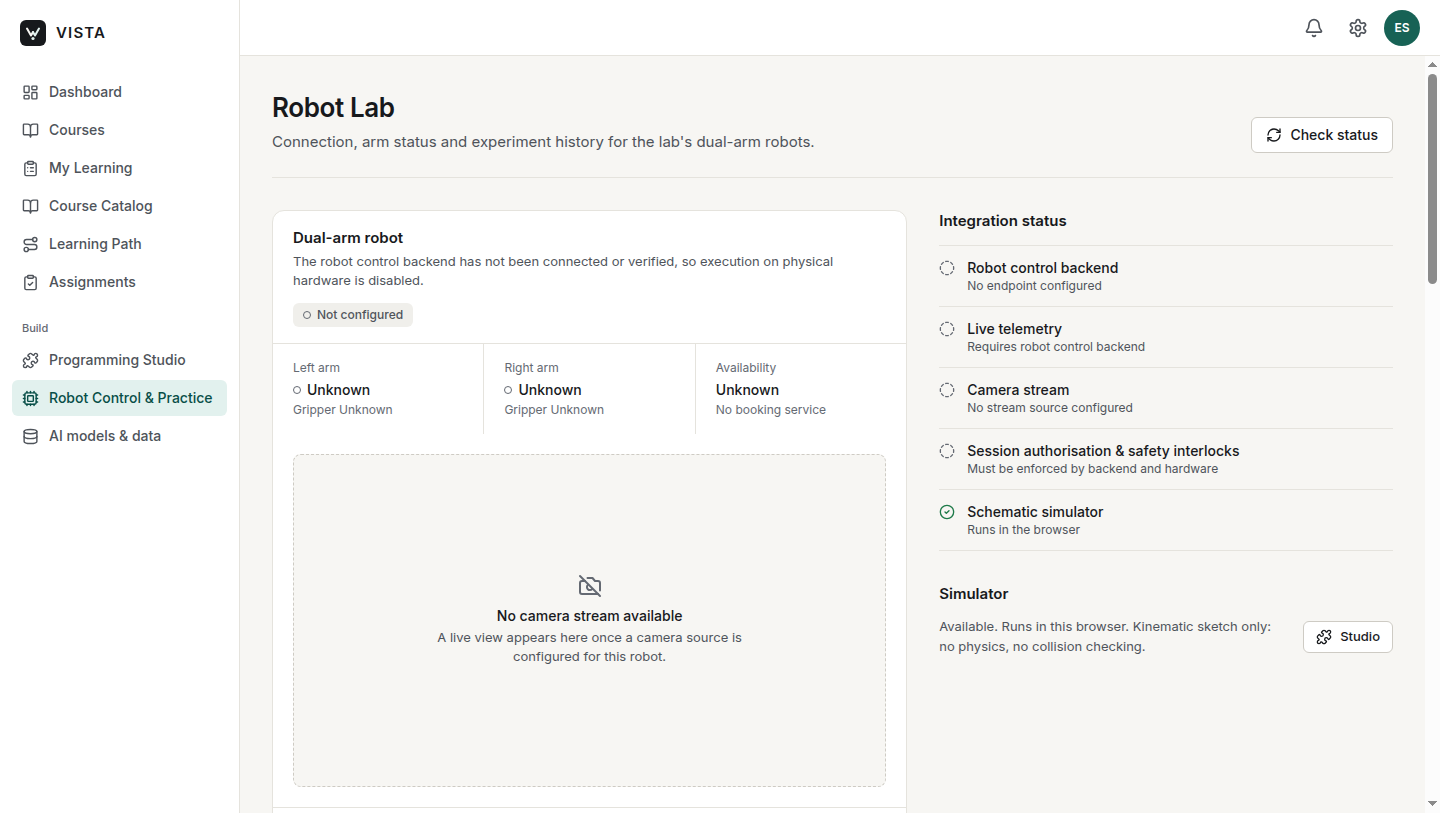 VISTA
Dashboard
Courses
My Learning
Course Catalog
Learning Path
Assignments
Build
Programming Studio
Robot Control & Practice
AI models & data
ES
Robot Lab
Connection, arm status and experiment history for the lab's dual-arm robots.
Check status
Dual-arm robot
The robot control backend has not been connected or verified, so execution on physical
hardware is disabled.
Not configured
Left arm
Unknown
Gripper Unknown
Right arm
Unknown
Gripper Unknown
Availability
Unknown
No booking service
No camera stream available
A live view appears here once a camera source is
configured for this robot.
Integration status
Robot control backend
No endpoint configured
Live telemetry
Requires robot control backend
Camera stream
No stream source configured
Session authorisation & safety interlocks
Must be enforced by backend and hardware
Schematic simulator
Runs in the browser
Simulator
Available. Runs in this browser. Kinematic sketch only:
no physics, no collision checking.
Studio